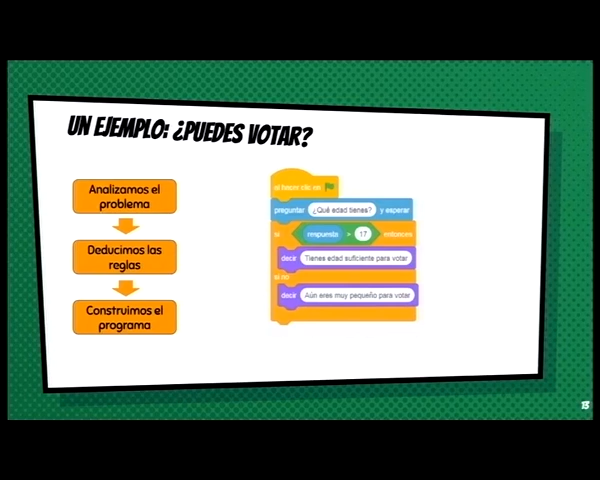 UN EJEMPLO: ¿PUEDES VOTAR?
Analizamos el
problema
Deducimos las
reglas
Construimos el
programa
al hacer clic en
preguntar ¿Qué edad tienes? y esperar
si respuesta > 17 entonces
decir Tienes edad suficiente para votar
si no
decir Aún eres muy pequeño para votar
13